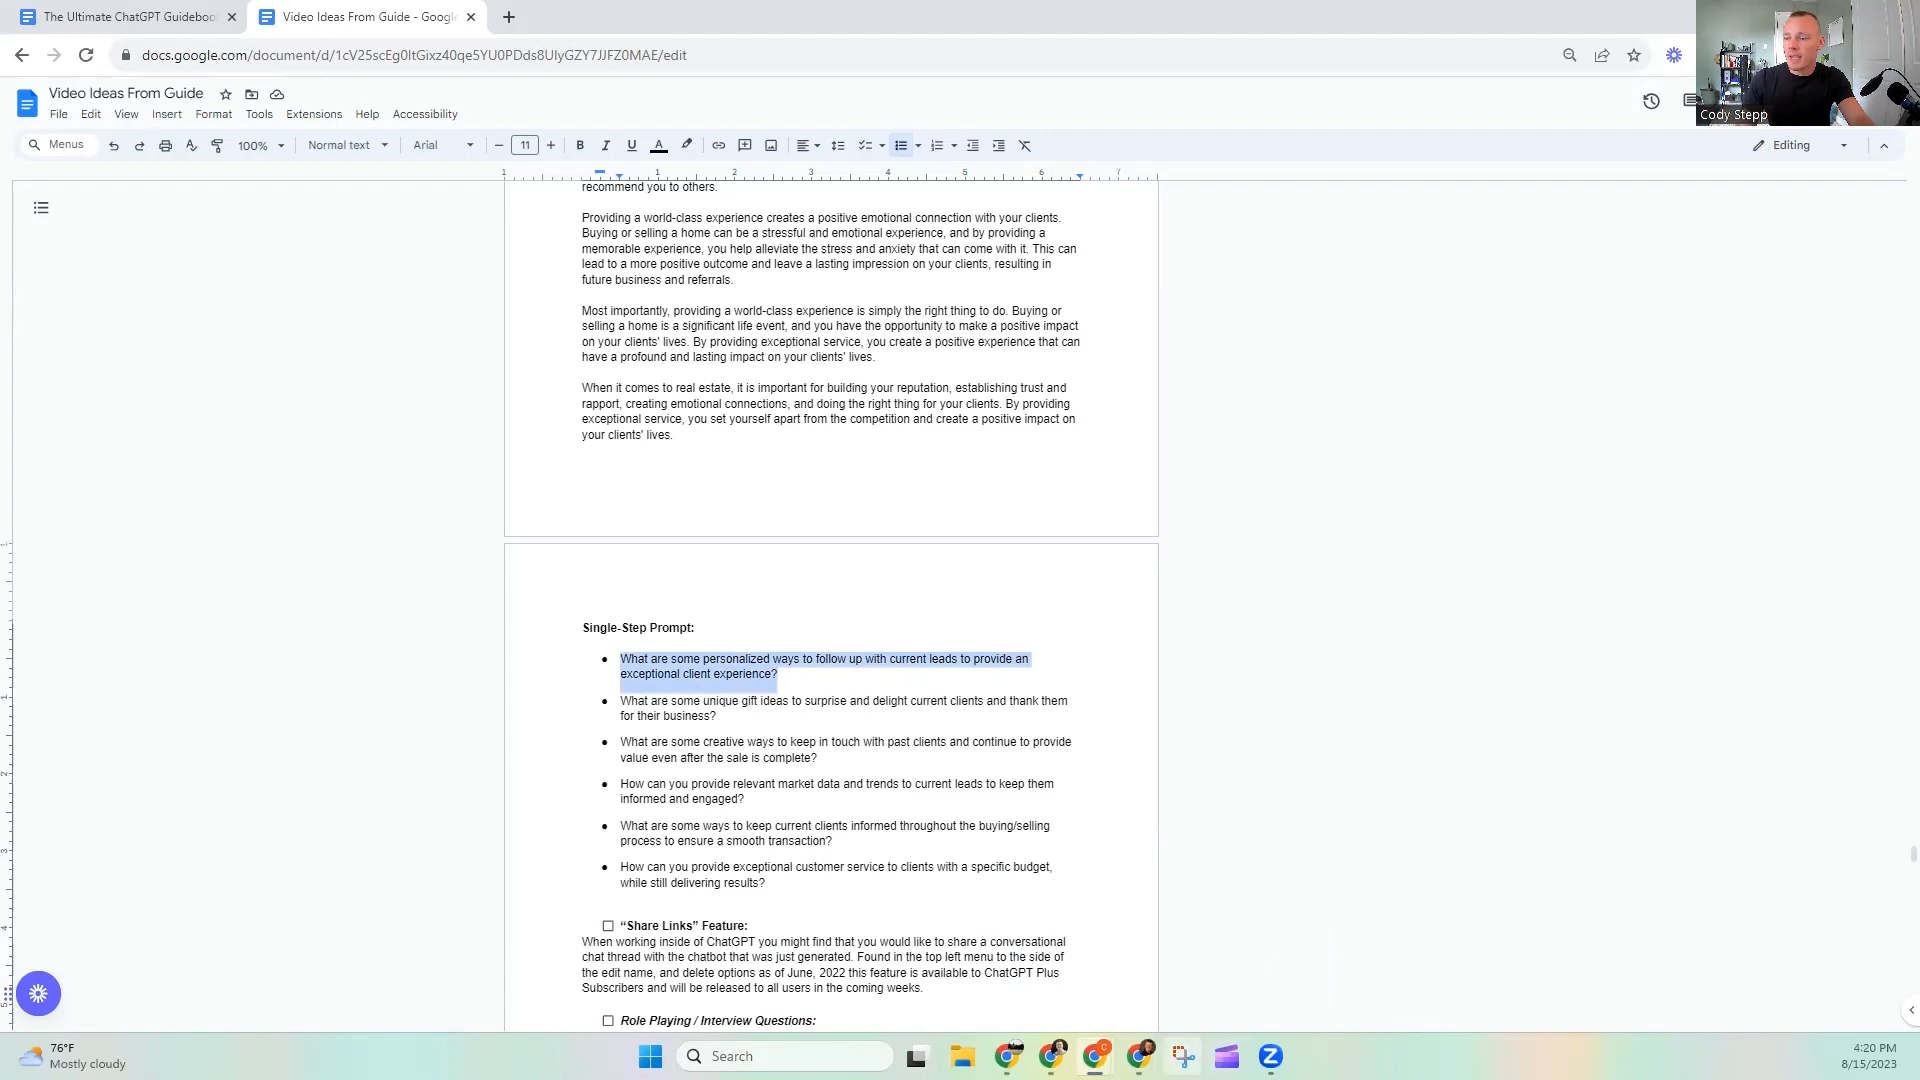 The Ultimate ChatGPT Guideboo
Video Ideas From Guide - Google
docs.google.com/document/d/1cV25scEg0ltGixz40qe5YU0PDds8UlyGZY7JJFZ0MAE/edit
Video Ideas From Guide
File Edit View Insert Format Tools Extensions Help Accessibility
Cody Stepp
Menus 100% Normal text Arial 11 Editing
1 1 2 3 4 5 6 7
recommend you to others.
Providing a world-class experience creates a positive emotional connection with your clients.
Buying or selling a home can be a stressful and emotional experience, and by providing a
memorable experience, you help alleviate the stress and anxiety that can come with it. This can
lead to a more positive outcome and leave a lasting impression on your clients, resulting in
future business and referrals.
Most importantly, providing a world-class experience is simply the right thing to do. Buying or
selling a home is a significant life event, and you have the opportunity to make a positive impact
on your clients' lives. By providing exceptional service, you create a positive experience that can
have a profound and lasting impact on your clients' lives.
When it comes to real estate, it is important for building your reputation, establishing trust and
rapport, creating emotional connections, and doing the right thing for your clients. By providing
exceptional service, you set yourself apart from the competition and create a positive impact on
your clients' lives.
Single-Step Prompt:
● What are some personalized ways to follow up with current leads to provide an
exceptional client experience?
● What are some unique gift ideas to surprise and delight current clients and thank them
for their business?
● What are some creative ways to keep in touch with past clients and continue to provide
value even after the sale is complete?
● How can you provide relevant market data and trends to current leads to keep them
informed and engaged?
● What are some ways to keep current clients informed throughout the buying/selling
process to ensure a smooth transaction?
● How can you provide exceptional customer service to clients with a specific budget,
while still delivering results?
“Share Links” Feature:
When working inside of ChatGPT you might find that you would like to share a conversational
chat thread with the chatbot that was just generated. Found in the top left menu to the side of
the edit name, and delete options as of June, 2022 this feature is available to ChatGPT Plus
Subscribers and will be released to all users in the coming weeks.
Role Playing / Interview Questions:
76°F
Mostly cloudy
Search
4:20 PM
8/15/2023